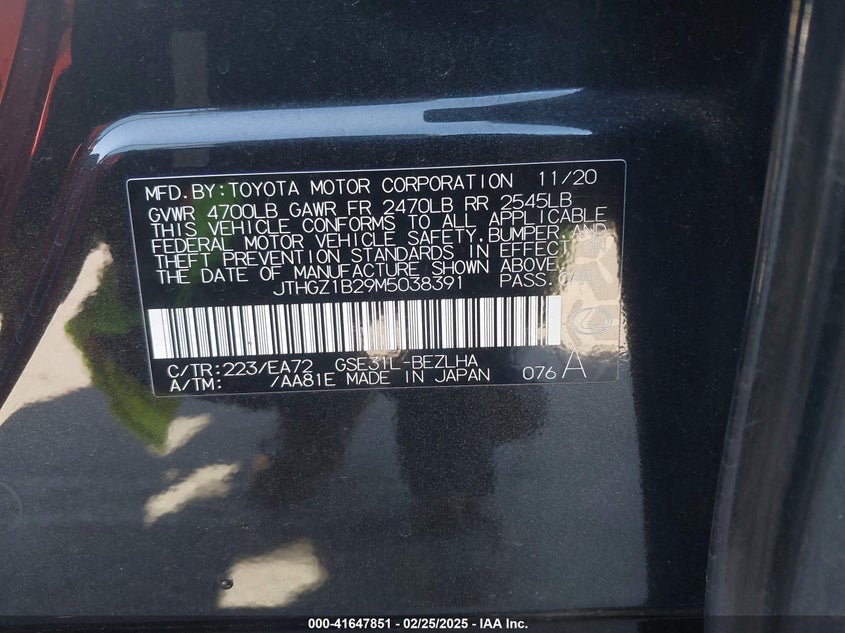 MFD.BY:TOYOTA MOTOR CORPORATION 11/20
GVWR 4700LB GAWR FR 2470LB RR 2545LB
THIS VEHICLE CONFORMS TO ALL APPLICABLE
FEDERAL MOTOR VEHICLE SAFETY,BUMPER,AND
THEFT PREVENTION STANDARDS IN EFFECT ON
THE DATE OF MANUFACTURE SHOWN ABOVE.
JTHGZ1B29M5038391 PASS.CAR
C/TR:223/EA72 GSE31L-BEZLHA
A/TM: /AA81E MADE IN JAPAN 076 A
000-41647851 - 02/25/2025 - IAA Inc.